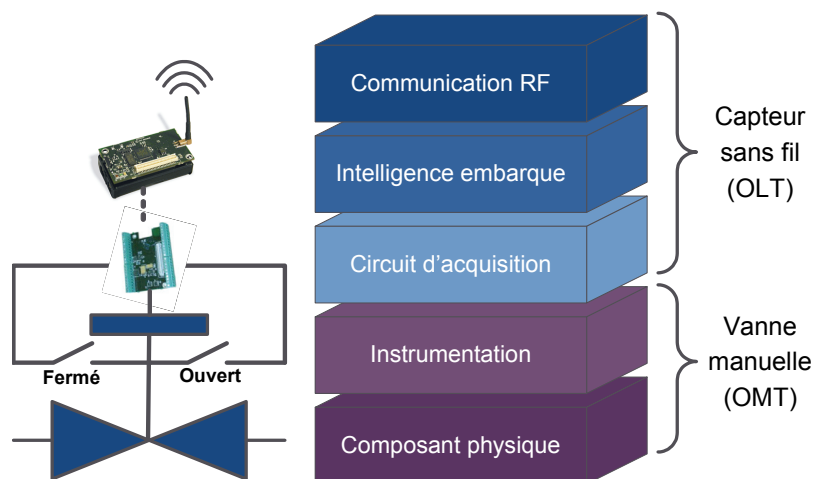 Communication RF
Intelligence embarque
Circuit d'acquisition
Instrumentation
Composant physique
Capteur
sans fil
(OLT)
Vanne
manuelle
(OMT)
Fermé
Ouvert